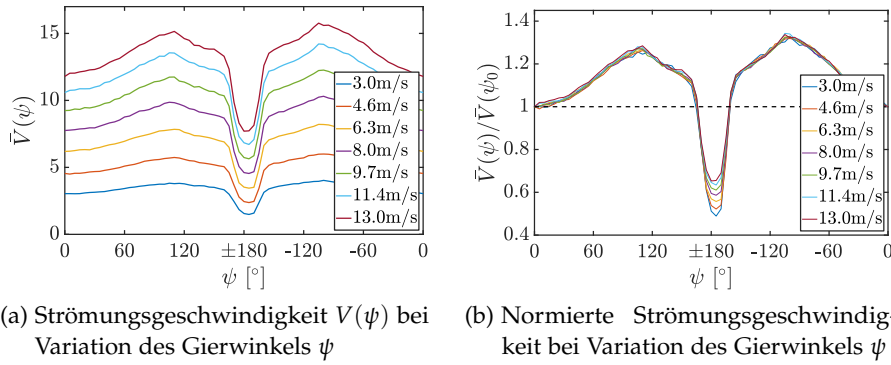 15
10
5
0
V̄(ψ)
0 60 120 ±180 -120 -60 0
ψ [°]
3.0m/s
4.6m/s
6.3m/s
8.0m/s
9.7m/s
11.4m/s
13.0m/s
(a) Strömungsgeschwindigkeit V(ψ) bei
Variation des Gierwinkels ψ
1.4
1.2
1
0.8
0.6
0.4
V̄(ψ)/V̄(ψ₀)
0 60 120 ±180 -120 -60 0
ψ [°]
3.0m/s
4.6m/s
6.3m/s
8.0m/s
9.7m/s
11.4m/s
13.0m/s
(b) Normierte Strömungsgeschwindig-
keit bei Variation des Gierwinkels ψ